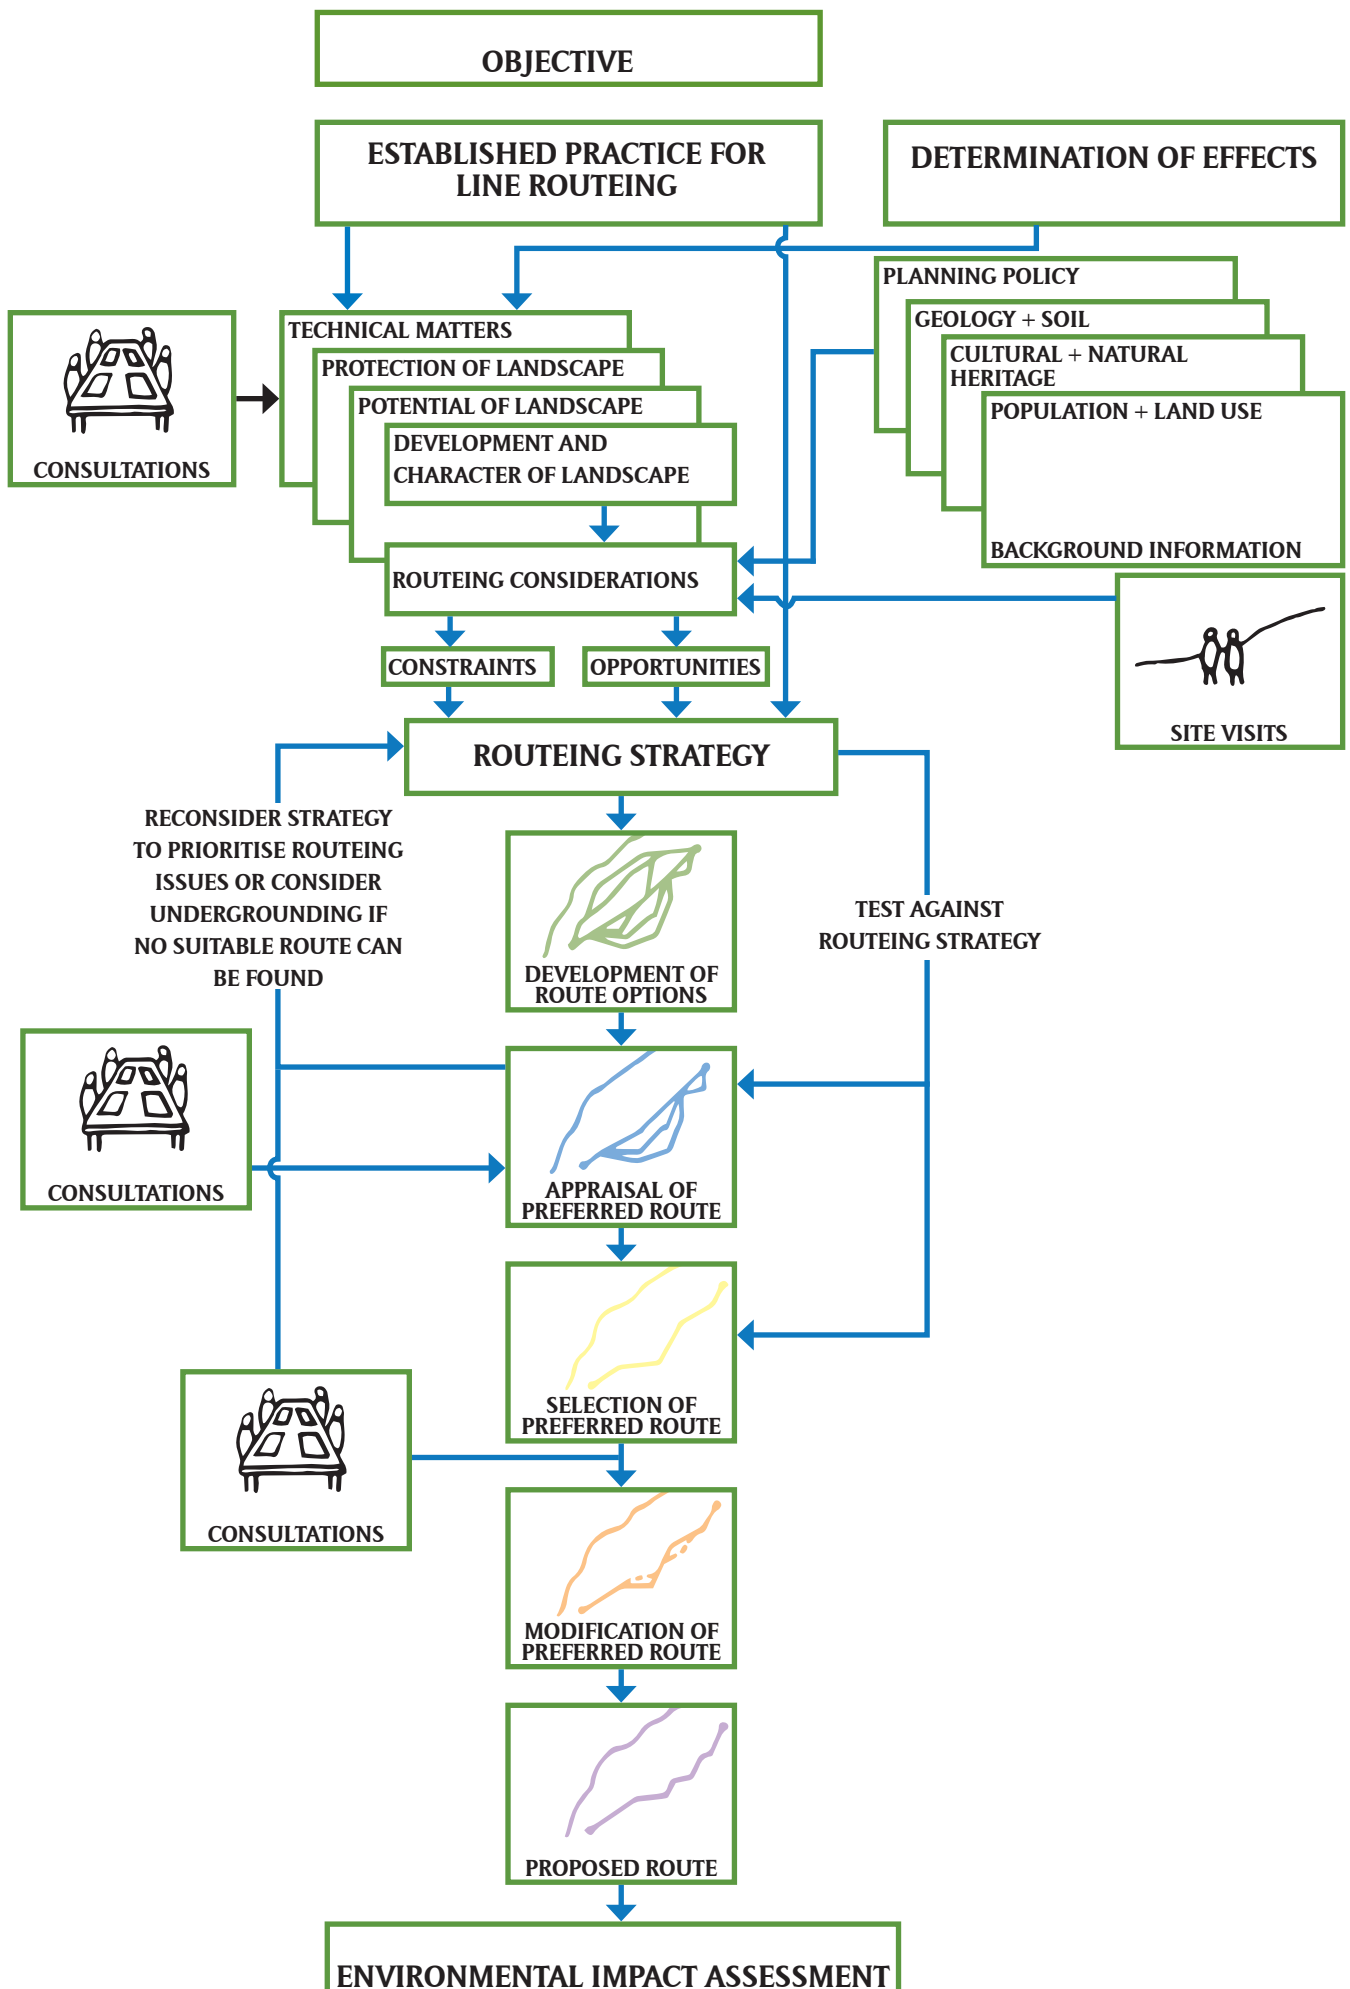 OBJECTIVE
ESTABLISHED PRACTICE FOR
LINE ROUTEING
DETERMINATION OF EFFECTS
PLANNING POLICY
GEOLOGY + SOIL
CULTURAL + NATURAL
HERITAGE
POPULATION + LAND USE
BACKGROUND INFORMATION
TECHNICAL MATTERS
PROTECTION OF LANDSCAPE
POTENTIAL OF LANDSCAPE
DEVELOPMENT AND
CHARACTER OF LANDSCAPE
CONSULTATIONS
ROUTEING CONSIDERATIONS
CONSTRAINTS
OPPORTUNITIES
SITE VISITS
ROUTEING STRATEGY
RECONSIDER STRATEGY
TO PRIORITISE ROUTEING
ISSUES OR CONSIDER
UNDERGROUNDING IF
NO SUITABLE ROUTE CAN
BE FOUND
TEST AGAINST
ROUTEING STRATEGY
DEVELOPMENT OF
ROUTE OPTIONS
CONSULTATIONS
APPRAISAL OF
PREFERRED ROUTE
SELECTION OF
PREFERRED ROUTE
CONSULTATIONS
MODIFICATION OF
PREFERRED ROUTE
PROPOSED ROUTE
ENVIRONMENTAL IMPACT ASSESSMENT